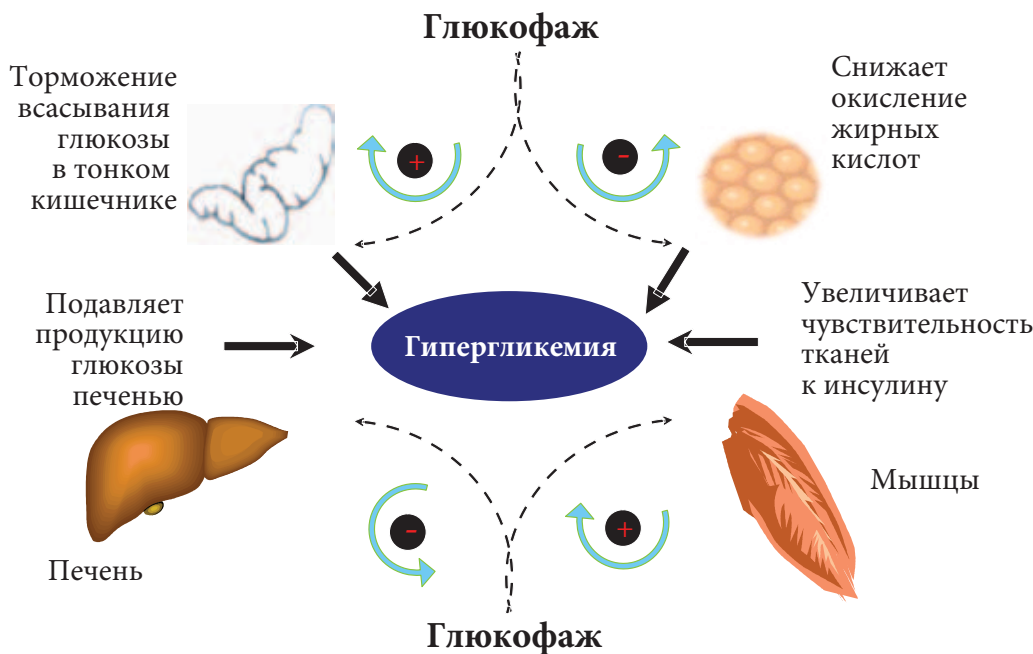 Глюкофаж
Торможение
всасывания
глюкозы
в тонком
кишечнике
+
-
Снижает
окисление
жирных
кислот
Подавляет
продукцию
глюкозы
печенью
Гипергликемия
Увеличивает
чувствительность
тканей
к инсулину
Печень
-
+
Мышцы
Глюкофаж